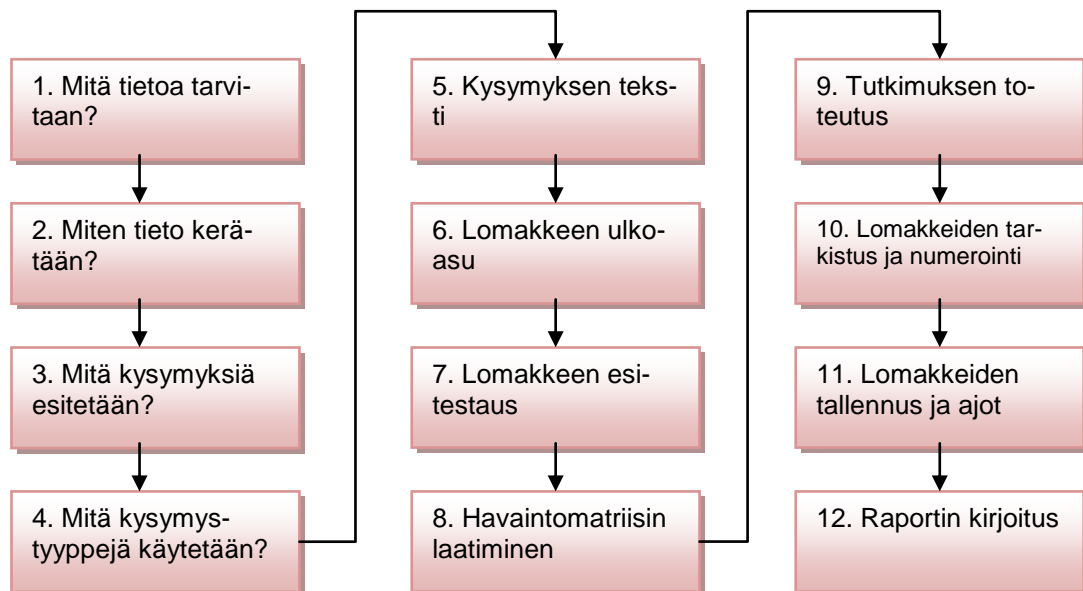 1. Mitä tietoa tarvi-
taan?
2. Miten tieto kerä-
tään?
3. Mitä kysymyksiä
esitetään?
4. Mitä kysymys-
tyyppejä käytetään?
5. Kysymyksen teks-
ti
6. Lomakkeen ulko-
asu
7. Lomakkeen esi-
testaus
8. Havaintomatriisin
laatiminen
9. Tutkimuksen to-
teutus
10. Lomakkeiden tar-
kistus ja numerointi
11. Lomakkeiden
tallennus ja ajot
12. Raportin kirjoitus